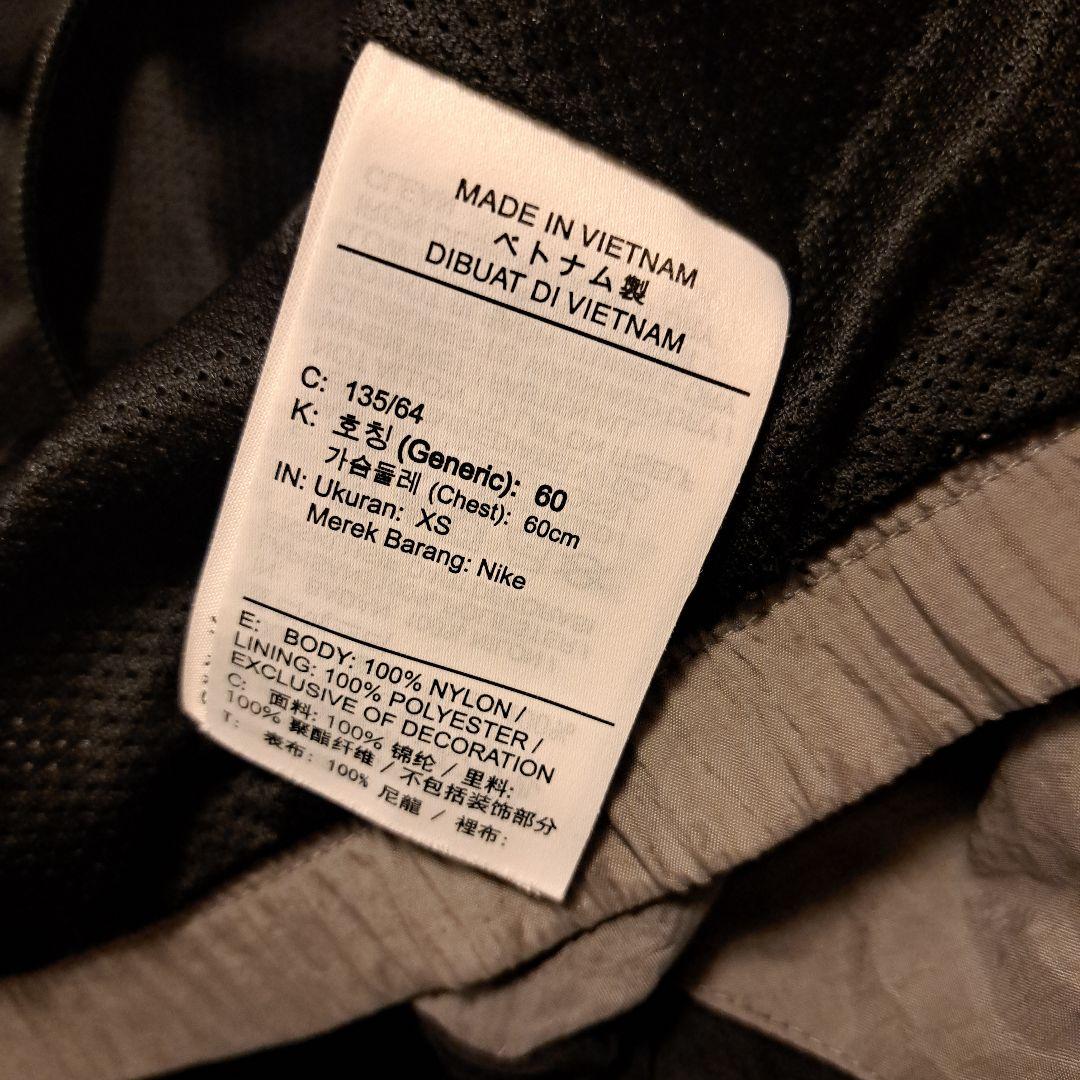 MADE IN VIETNAM
ベトナム製
DIBUAT DI VIETNAM
C: 135/64
K: 호칭 (Generic): 60
가슴둘레 (Chest): 60cm
IN: Ukuran: XS
Merek Barang: Nike
E: BODY: 100% NYLON /
LINING: 100% POLYESTER /
EXCLUSIVE OF DECORATION
C: 面料: 100% 锦纶 / 里料:
100% 聚酯纤维 / 不包括装饰部分
T: 表布: 100% 尼龍 / 裡布: